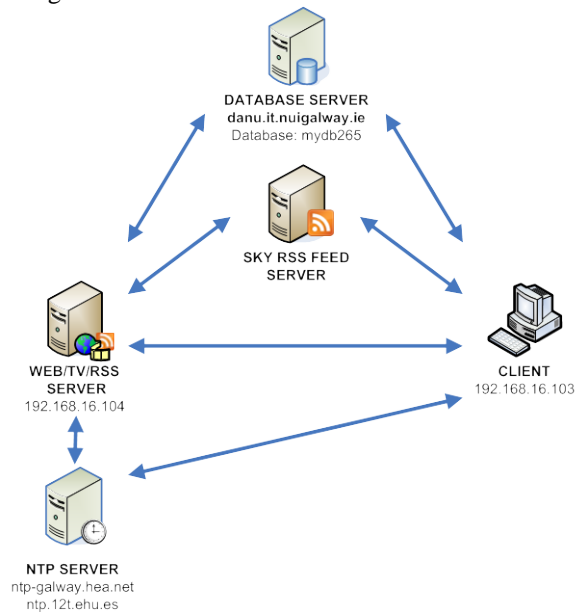 DATABASE SERVER
danu.it.nuigalway.ie
Database: mydb265
SKY RSS FEED
SERVER
WEB/TV/RSS
SERVER
192.168.16.104
CLIENT
192.168.16.103
NTP SERVER
ntp-galway.hea.net
ntp.12t.ehu.es